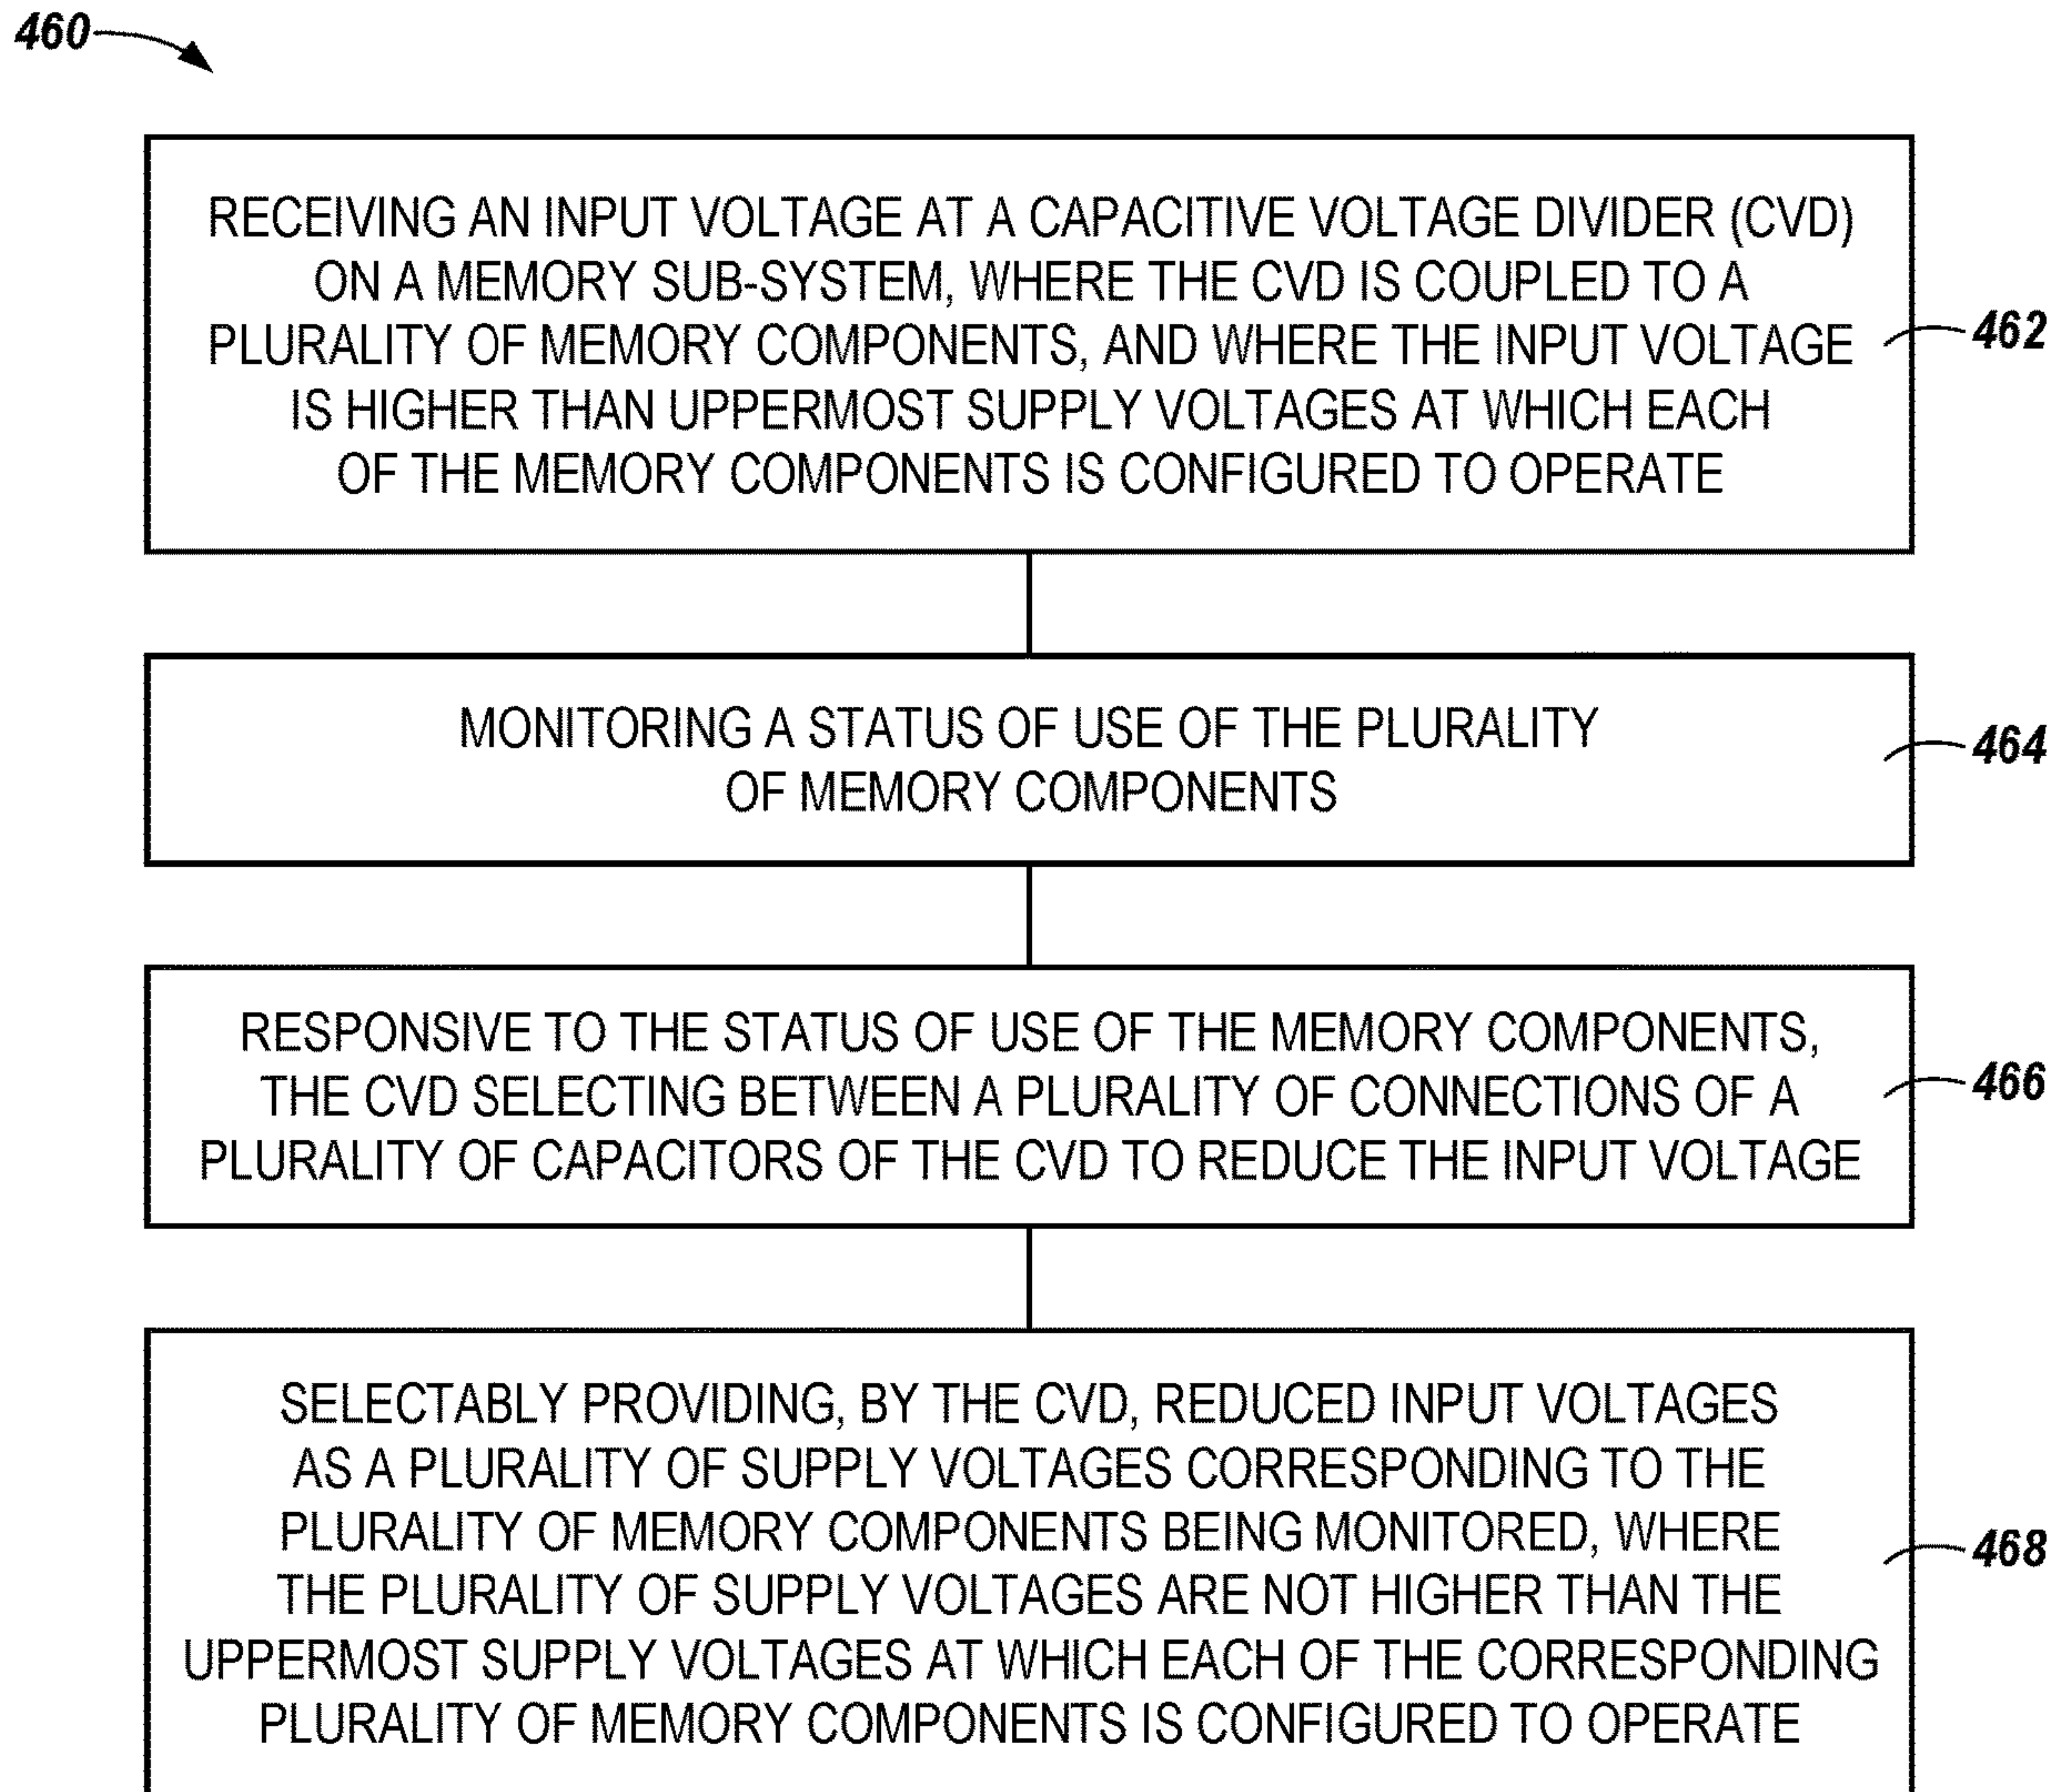 460
RECEIVING AN INPUT VOLTAGE AT A CAPACITIVE VOLTAGE DIVIDER (CVD)
ON A MEMORY SUB-SYSTEM, WHERE THE CVD IS COUPLED TO A
PLURALITY OF MEMORY COMPONENTS, AND WHERE THE INPUT VOLTAGE
IS HIGHER THAN UPPERMOST SUPPLY VOLTAGES AT WHICH EACH
OF THE MEMORY COMPONENTS IS CONFIGURED TO OPERATE
462
MONITORING A STATUS OF USE OF THE PLURALITY
OF MEMORY COMPONENTS
464
RESPONSIVE TO THE STATUS OF USE OF THE MEMORY COMPONENTS,
THE CVD SELECTING BETWEEN A PLURALITY OF CONNECTIONS OF A
PLURALITY OF CAPACITORS OF THE CVD TO REDUCE THE INPUT VOLTAGE
466
SELECTABLY PROVIDING, BY THE CVD, REDUCED INPUT VOLTAGES
AS A PLURALITY OF SUPPLY VOLTAGES CORRESPONDING TO THE
PLURALITY OF MEMORY COMPONENTS BEING MONITORED, WHERE
THE PLURALITY OF SUPPLY VOLTAGES ARE NOT HIGHER THAN THE
UPPERMOST SUPPLY VOLTAGES AT WHICH EACH OF THE CORRESPONDING
PLURALITY OF MEMORY COMPONENTS IS CONFIGURED TO OPERATE
468